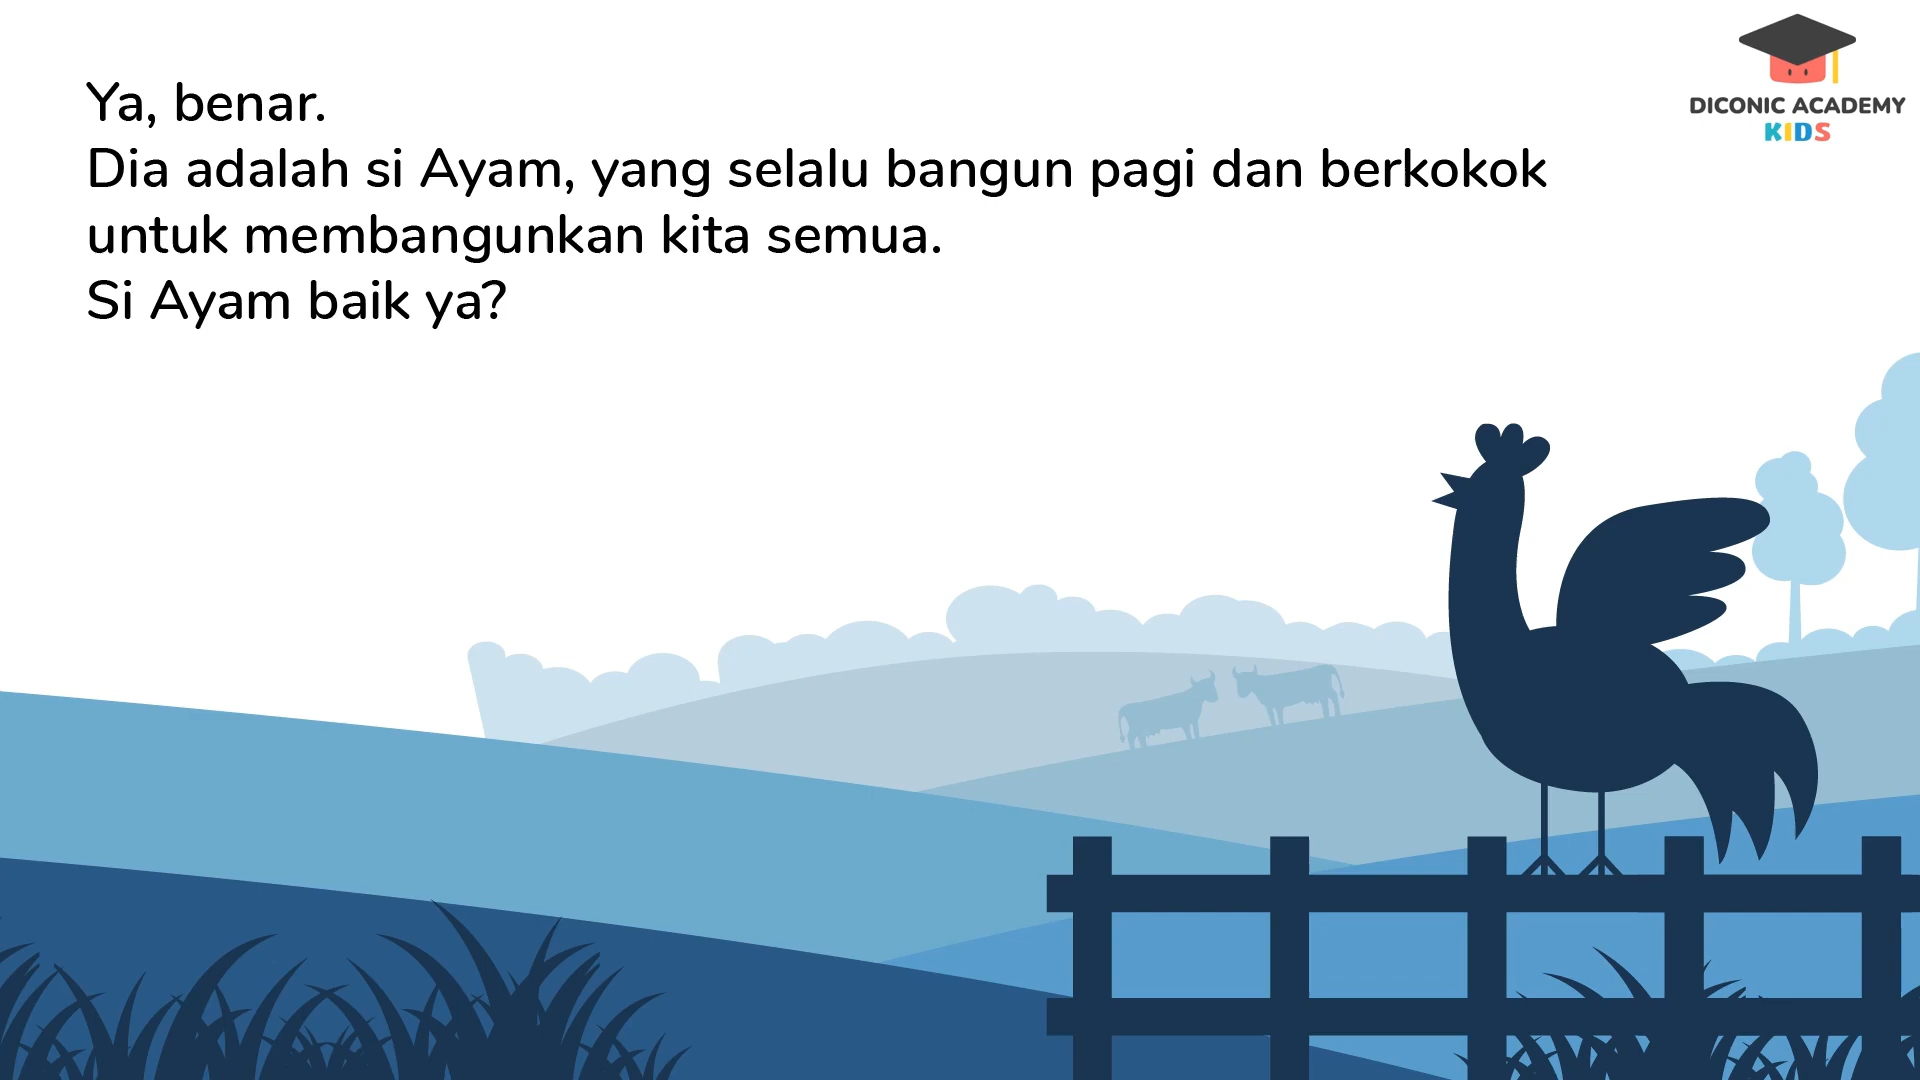 Ya, benar.
Dia adalah si Ayam, yang selalu bangun pagi dan berkokok
untuk membangunkan kita semua.
Si Ayam baik ya?
DICONIC ACADEMY
KIDS